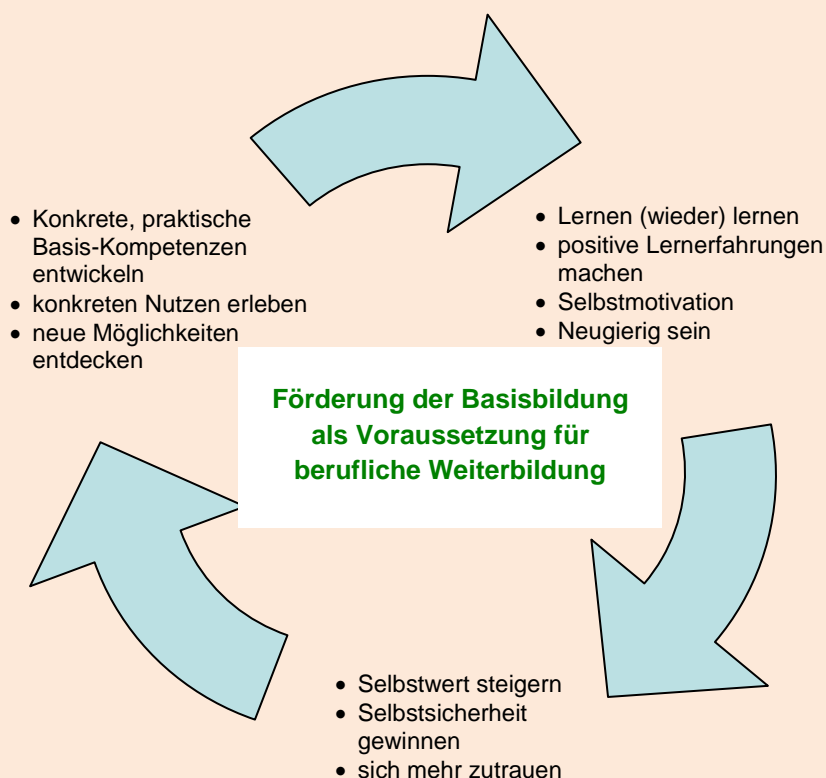 • Konkrete, praktische
Basis-Kompetenzen
entwickeln
• konkreten Nutzen erleben
• neue Möglichkeiten
entdecken
• Lernen (wieder) lernen
• positive Lernerfahrungen
machen
• Selbstmotivation
• Neugierig sein
Förderung der Basisbildung
als Voraussetzung für
berufliche Weiterbildung
• Selbstwert steigern
• Selbstsicherheit
gewinnen
• sich mehr zutrauen